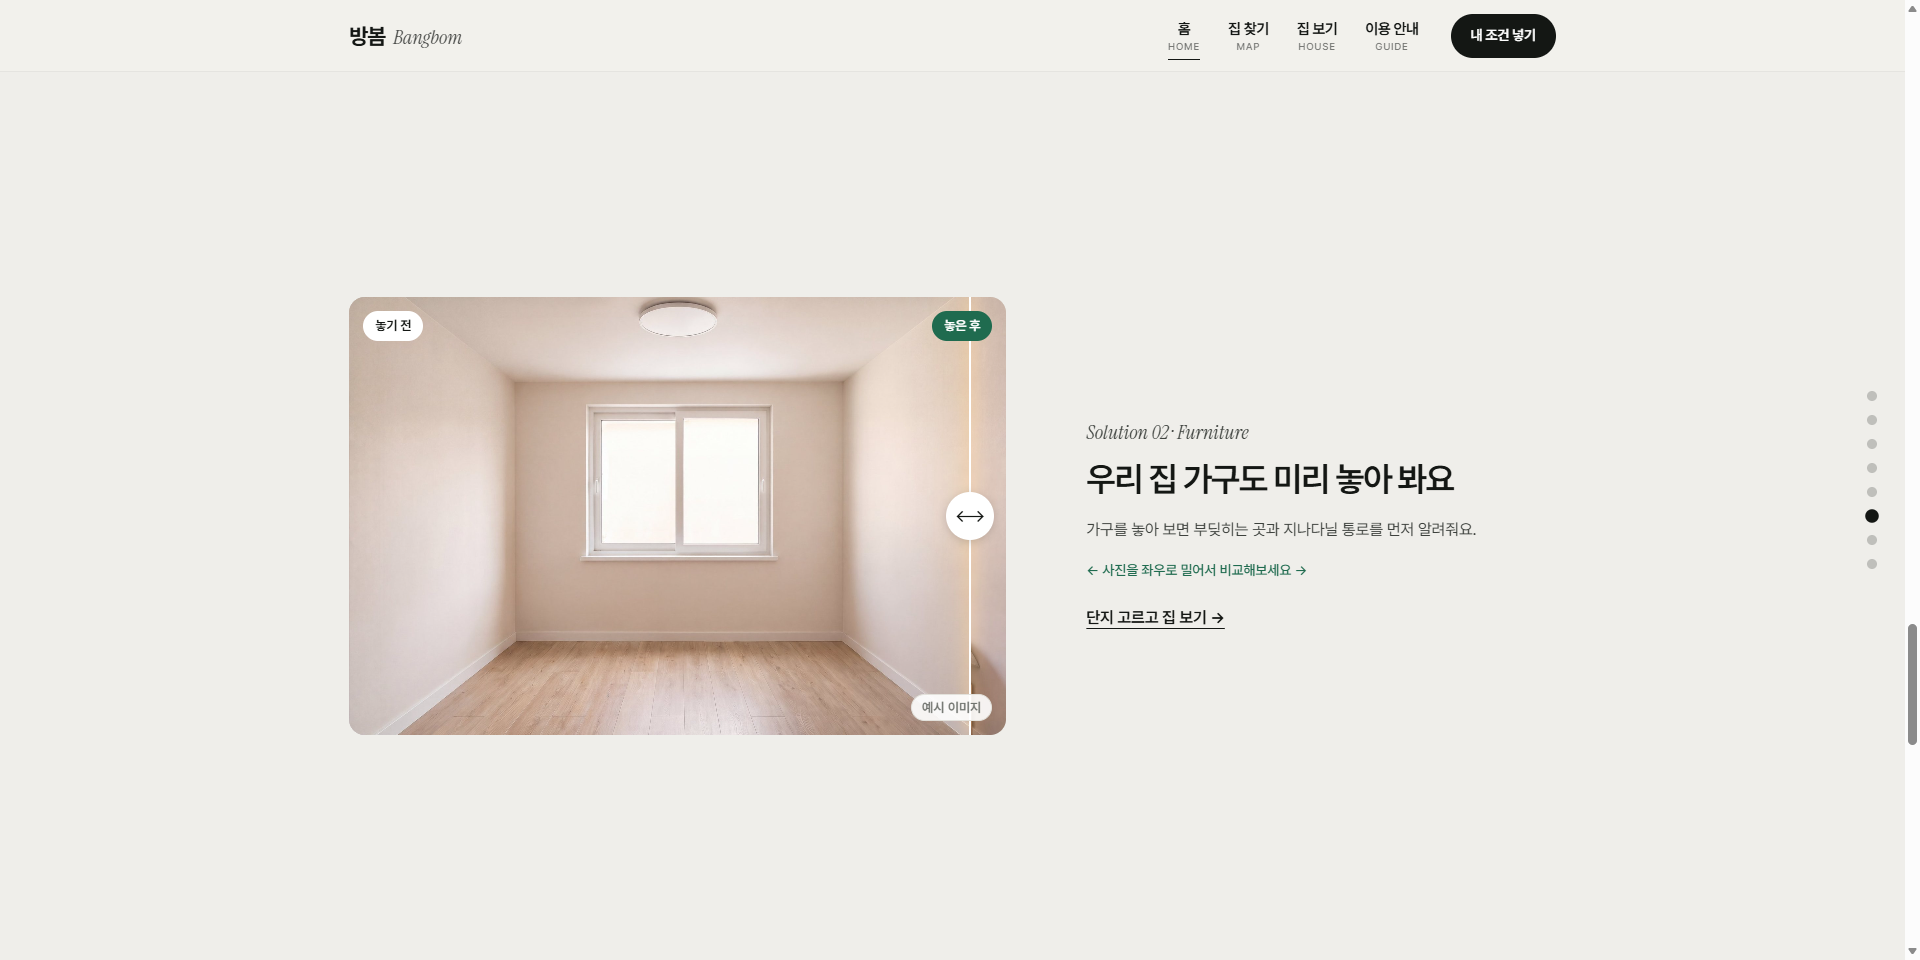 방봄 Bangbom
홈
HOME
집 찾기
MAP
집 보기
HOUSE
이용 안내
GUIDE
내 조건 넣기
놓기 전
놓은 후
예시 이미지
Solution 02 · Furniture
우리 집 가구도 미리 놓아 봐요
가구를 놓아 보면 부딪히는 곳과 지나다닐 통로를 먼저 알려줘요.
← 사진을 좌우로 밀어서 비교해보세요 →
단지 고르고 집 보기 →